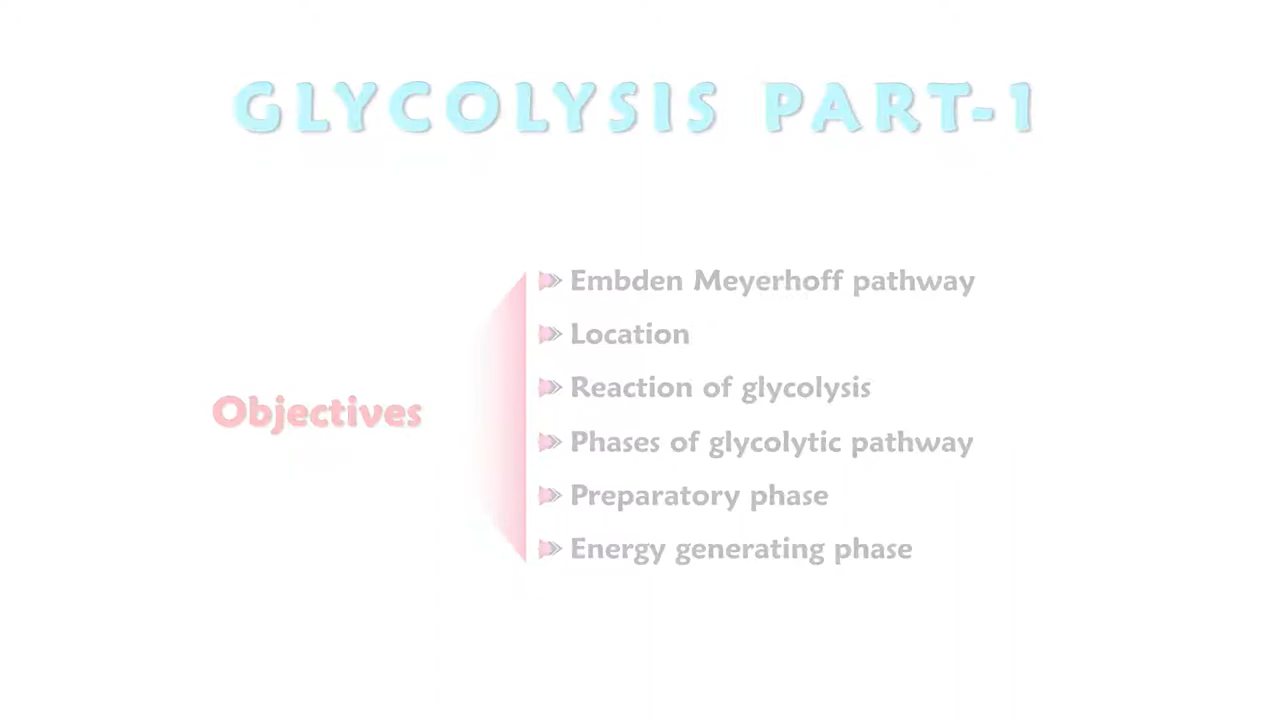 GLYCOLYSIS PART-1
Objectives
Embden Meyerhoff pathway
Location
Reaction of glycolysis
Phases of glycolytic pathway
Preparatory phase
Energy generating phase